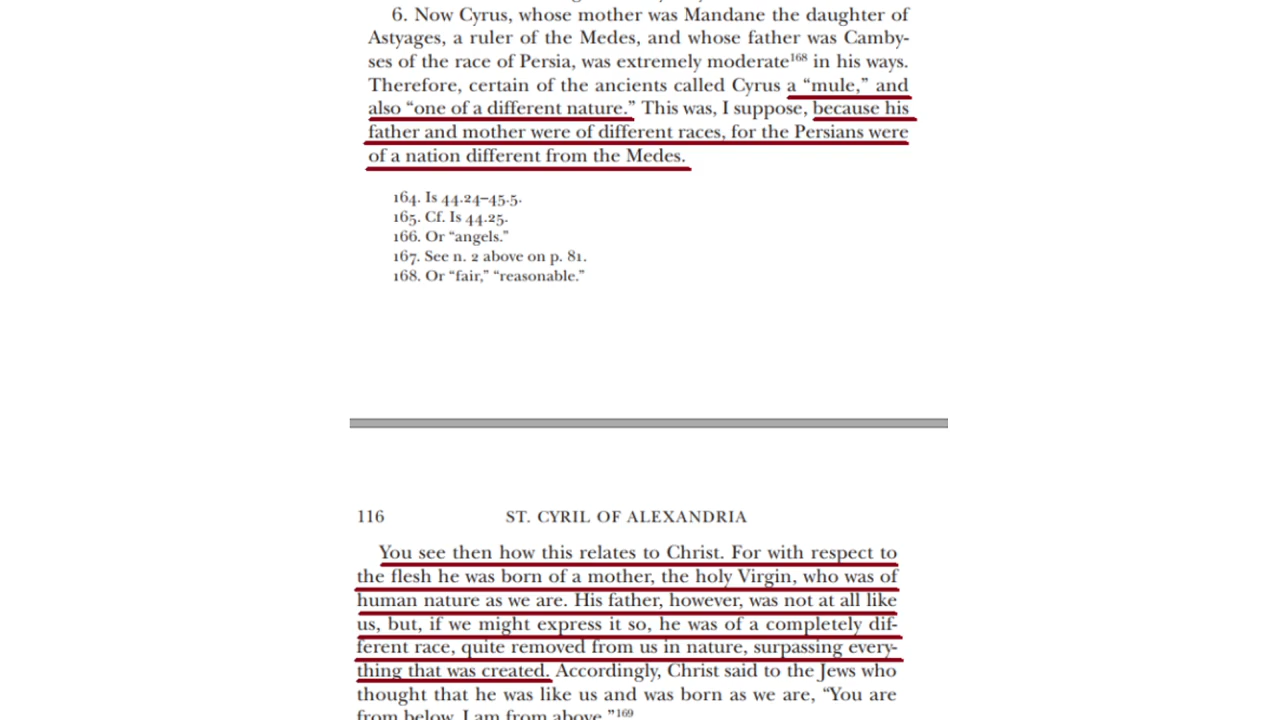 6. Now Cyrus, whose mother was Mandane the daughter of
Astyages, a ruler of the Medes, and whose father was Camby-
ses of the race of Persia, was extremely moderate168 in his ways.
Therefore, certain of the ancients called Cyrus a “mule,” and
also “one of a different nature.” This was, I suppose, because his
father and mother were of different races, for the Persians were
of a nation different from the Medes.
164. Is 44.24–45.5.
165. Cf. Is 44.25.
166. Or “angels.”
167. See n. 2 above on p. 81.
168. Or “fair,” “reasonable.”
116 ST. CYRIL OF ALEXANDRIA
You see then how this relates to Christ. For with respect to
the flesh he was born of a mother, the holy Virgin, who was of
human nature as we are. His father, however, was not at all like
us, but, if we might express it so, he was of a completely dif-
ferent race, quite removed from us in nature, surpassing every-
thing that was created. Accordingly, Christ said to the Jews who
thought that he was like us and was born as we are, “You are
from below, I am from above.”169